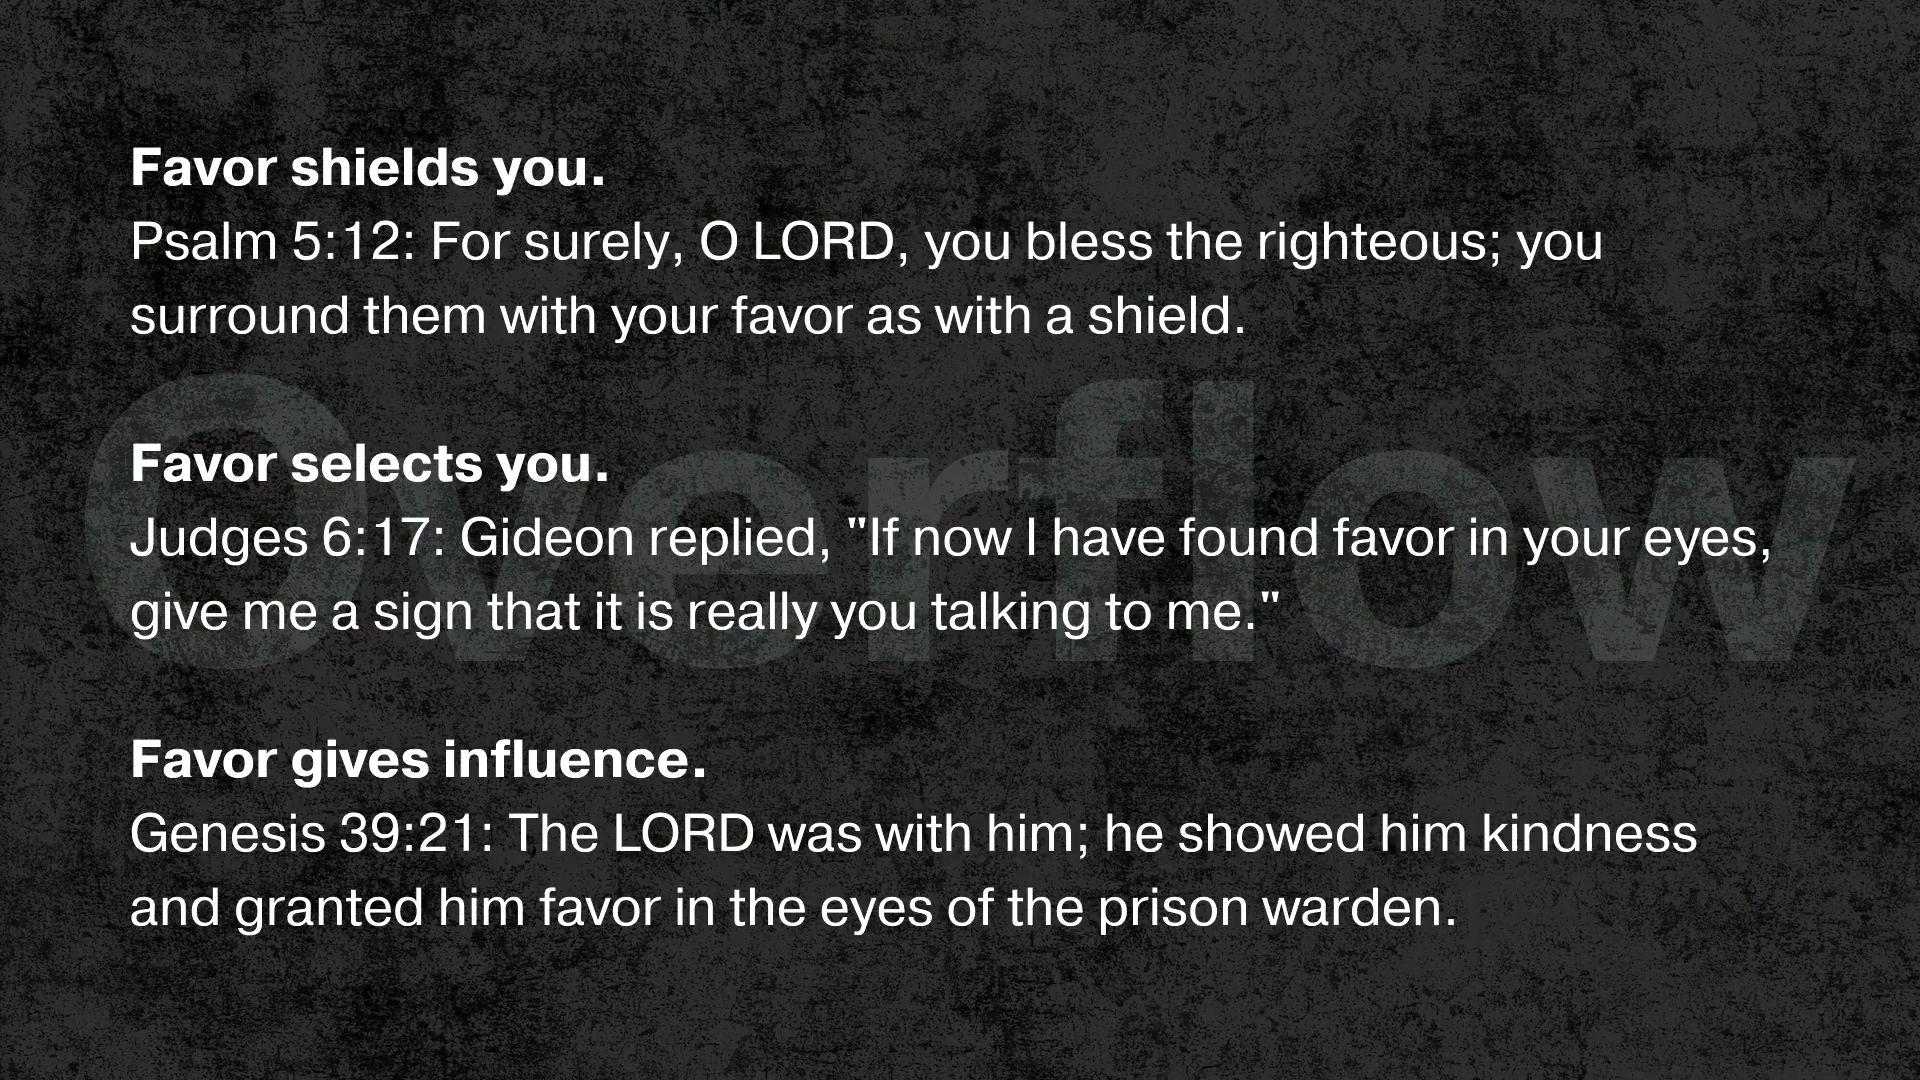 Favor shields you.
Psalm 5:12: For surely, O LORD, you bless the righteous; you
surround them with your favor as with a shield.
Overflow
Favor selects you.
Judges 6:17: Gideon replied, "If now I have found favor in your eyes,
give me a sign that it is really you talking to me."
Favor gives influence.
Genesis 39:21: The LORD was with him; he showed him kindness
and granted him favor in the eyes of the prison warden.